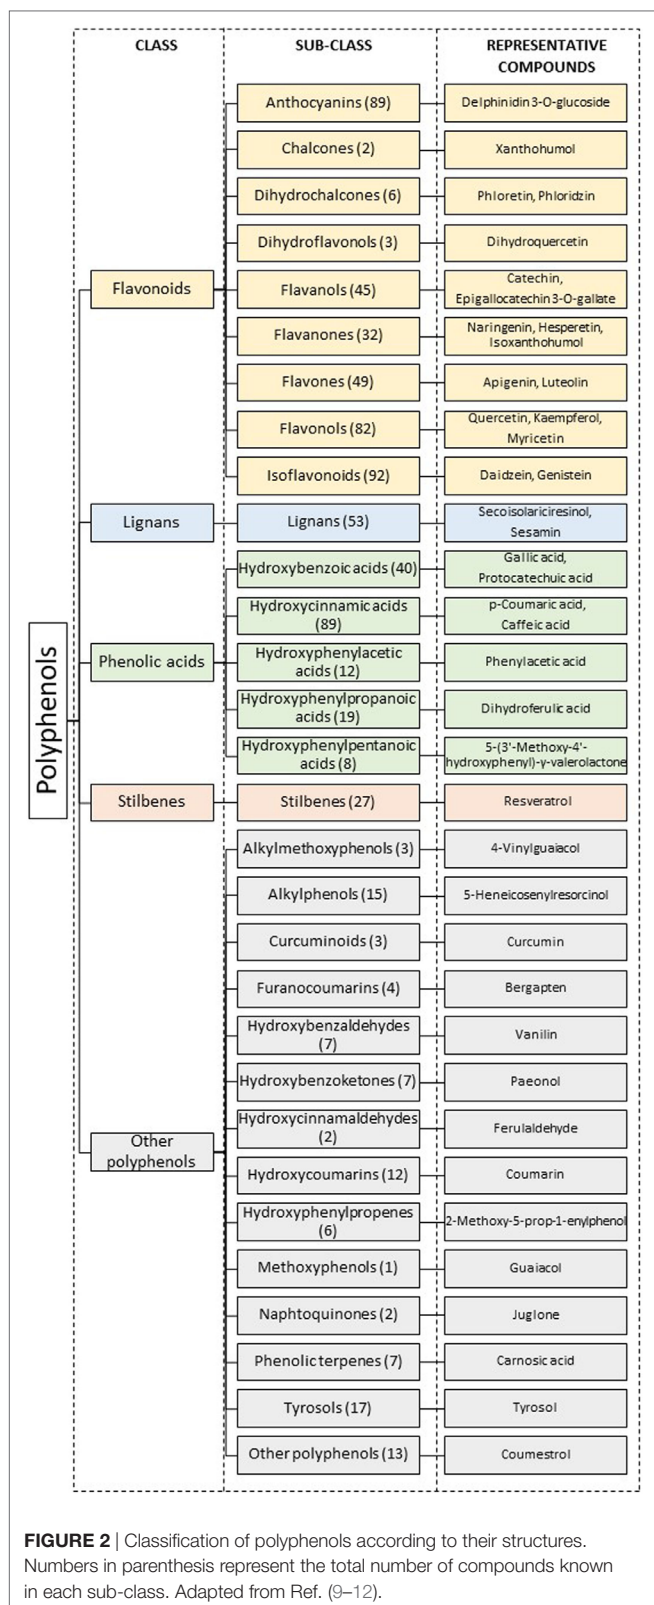 CLASS
SUB-CLASS
REPRESENTATIVE
COMPOUNDS
Anthocyanins (89)
Delphinidin 3-O-glucoside
Chalcones (2)
Xanthohumol
Dihydrochalcones (6)
Phloretin, Phloridzin
Dihydroflavonols (3)
Dihydroquercetin
Flavonoids
Flavanols (45)
Catechin,
Epigallocatechin 3-O-gallate
Flavanones (32)
Naringenin, Hesperetin,
Isoxanthohumol
Flavones (49)
Apigenin, Luteolin
Flavonols (82)
Quercetin, Kaempferol,
Myricetin
Isoflavonoids (92)
Daidzein, Genistein
Lignans
Lignans (53)
Secoisolariciresinol,
Sesamin
Hydroxybenzoic acids (40)
Gallic acid,
Protocatechuic acid
Hydroxycinnamic acids
(89)
p-Coumaric acid,
Caffeic acid
Polyphenols
Phenolic acids
Hydroxyphenylacetic
acids (12)
Phenylacetic acid
Hydroxyphenylpropanoic
acids (19)
Dihydroferulic acid
Hydroxyphenylpentanoic
acids (8)
5-(3'-Methoxy-4'-
hydroxyphenyl)-γ-valerolactone
Stilbenes
Stilbenes (27)
Resveratrol
Alkylmethoxyphenols (3)
4-Vinylguaiacol
Alkylphenols (15)
5-Heneicosenylresorcinol
Curcuminoids (3)
Curcumin
Furanocoumarins (4)
Bergapten
Hydroxybenzaldehydes
(7)
Vanilin
Hydroxybenzoketones (7)
Paeonol
Other
polyphenols
Hydroxycinnamaldehydes
(2)
Ferulaldehyde
Hydroxycoumarins (12)
Coumarin
Hydroxyphenylpropenes
(6)
2-Methoxy-5-prop-1-enylphenol
Methoxyphenols (1)
Guaiacol
Naphtoquinones (2)
Juglone
Phenolic terpenes (7)
Carnosic acid
Tyrosols (17)
Tyrosol
Other polyphenols (13)
Coumestrol
FIGURE 2 | Classification of polyphenols according to their structures.
Numbers in parenthesis represent the total number of compounds known
in each sub-class. Adapted from Ref. (9–12).